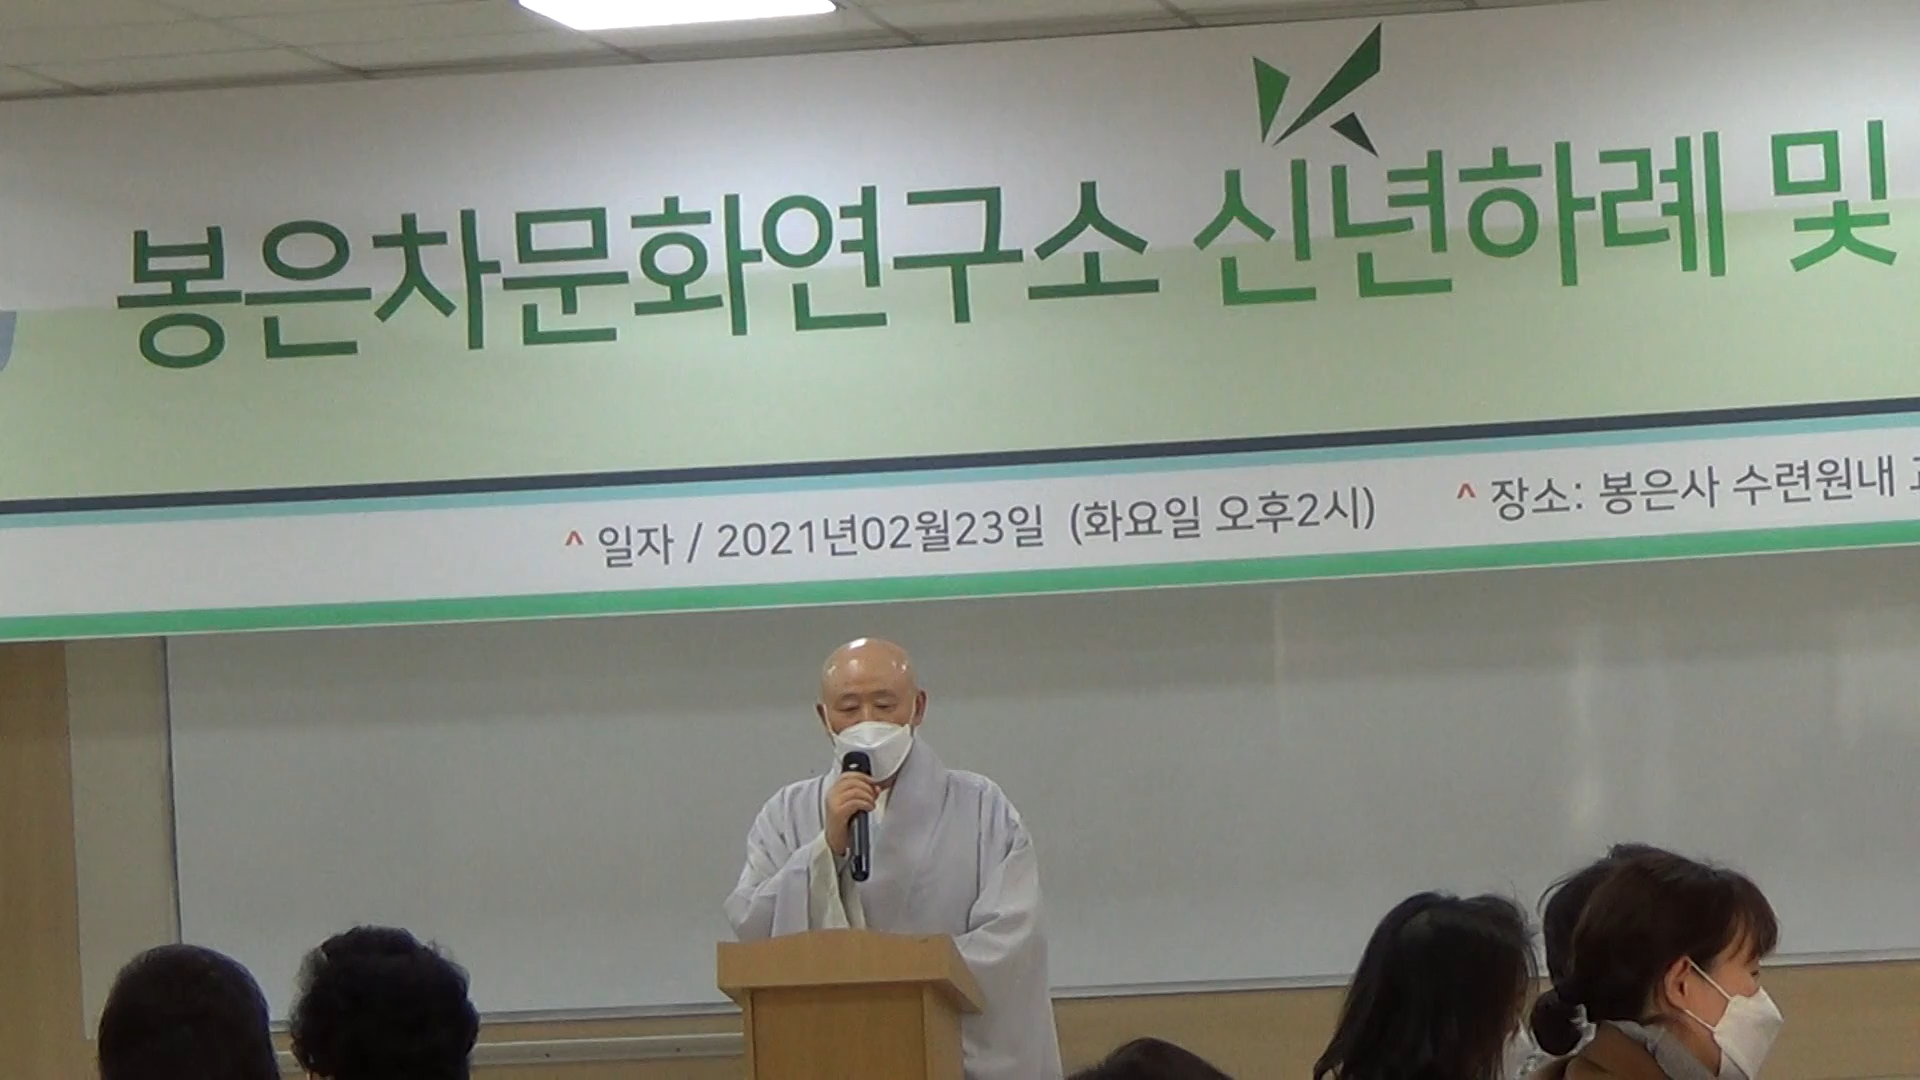 봉은차문화연구소 신년하례 및
^ 일자 / 2021년02월23일 (화요일 오후2시) ^ 장소: 봉은사 수련원내